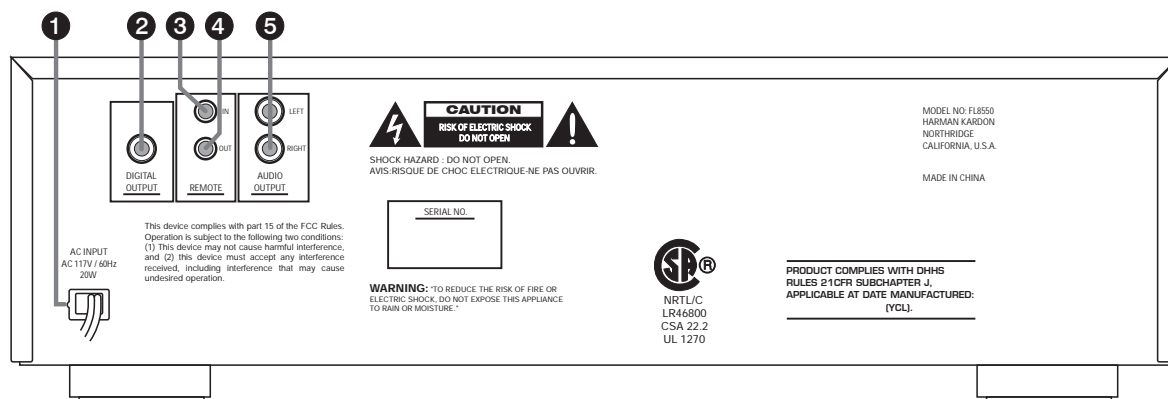 1 2 3 4 5
IN
OUT
LEFT
RIGHT
DIGITAL
OUTPUT
REMOTE
AUDIO
OUTPUT
This device complies with part 15 of the FCC Rules.
Operation is subject to the following two conditions:
(1) This device may not cause harmful interference,
and (2) this device must accept any interference
received, including interference that may cause
undesired operation.
AC INPUT
AC 117V / 60Hz
20W
CAUTION
RISK OF ELECTRIC SHOCK
DO NOT OPEN
SHOCK HAZARD : DO NOT OPEN.
AVIS:RISQUE DE CHOC ELECTRIQUE-NE PAS OUVRIR.
SERIAL NO.
WARNING: "TO REDUCE THE RISK OF FIRE OR
ELECTRIC SHOCK, DO NOT EXPOSE THIS APPLIANCE
TO RAIN OR MOISTURE."
SA ®
NRTL/C
LR46800
CSA 22.2
UL 1270
MODEL NO: FL8550
HARMAN KARDON
NORTHRIDGE
CALIFORNIA, U.S.A.
MADE IN CHINA
PRODUCT COMPLIES WITH DHHS
RULES 21CFR SUBCHAPTER J,
APPLICABLE AT DATE MANUFACTURED:
(YCL).